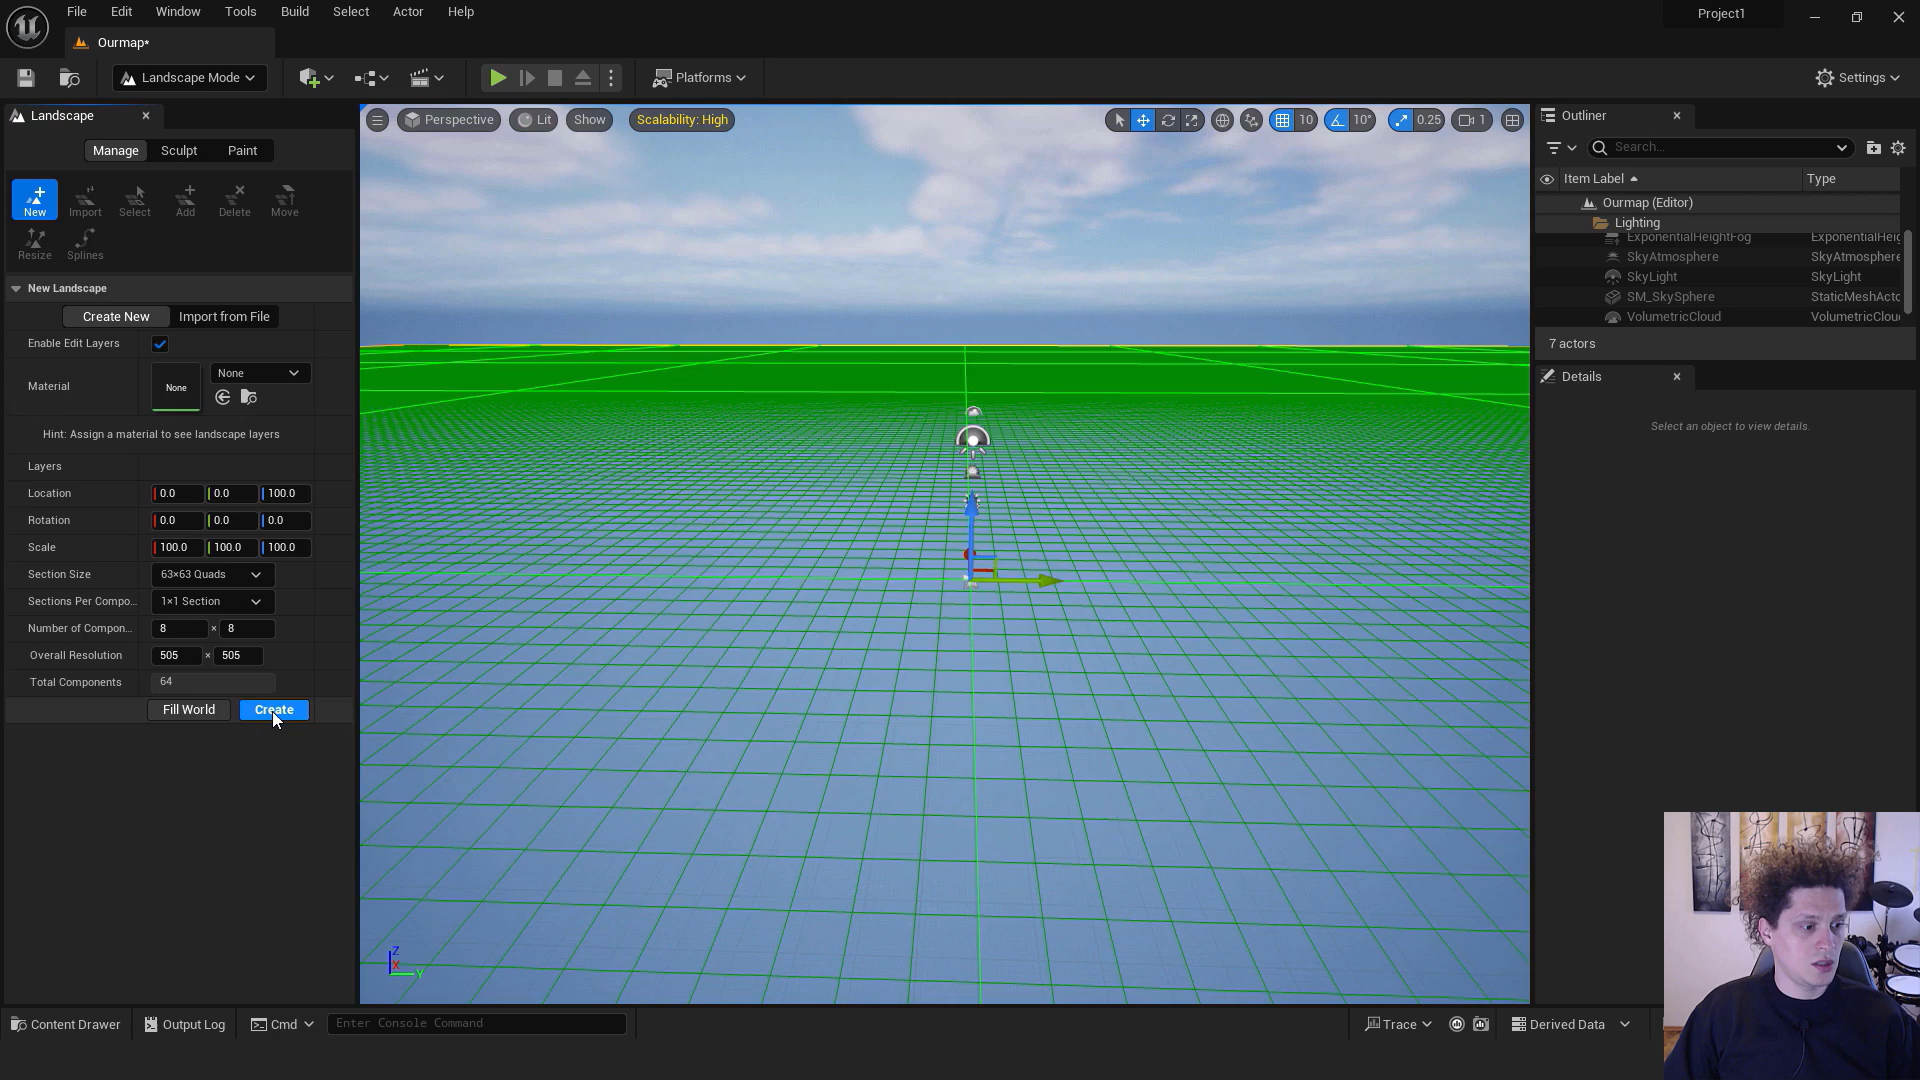 File Edit Window Tools Build Select Actor Help
Project1
Ourmap*
Landscape Mode
Platforms
Settings
Landscape
Manage Sculpt Paint
New Import Select Add Delete Move
Resize Splines
New Landscape
Create New Import from File
Enable Edit Layers
Material None None
Hint: Assign a material to see landscape layers
Layers
Location 0.0 0.0 100.0
Rotation 0.0 0.0 0.0
Scale 100.0 100.0 100.0
Section Size 63×63 Quads
Sections Per Compo... 1×1 Section
Number of Compon... 8 × 8
Overall Resolution 505 × 505
Total Components 64
Fill World Create
Perspective Lit Show Scalability: High
10 10° 0.25 1
Z
X
Y
Outliner
Search...
Item Label Type
Ourmap (Editor)
Lighting
ExponentialHeightFog ExponentialHeig
SkyAtmosphere SkyAtmosphere
SkyLight SkyLight
SM_SkySphere StaticMeshActo
VolumetricCloud VolumetricClou
7 actors
Details
Select an object to view details.
Content Drawer Output Log Cmd Enter Console Command
Trace Derived Data